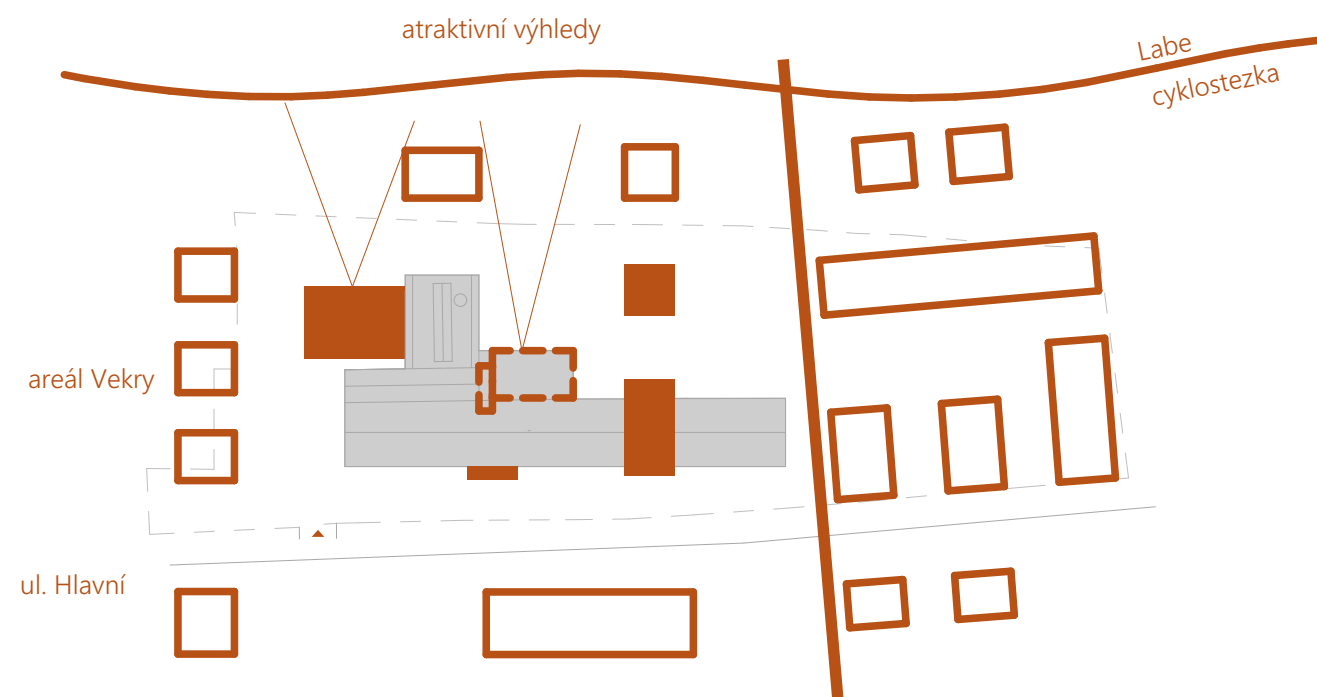 atraktivní výhledy
Labe
cyklostezka
areál Vekry
ul. Hlavní